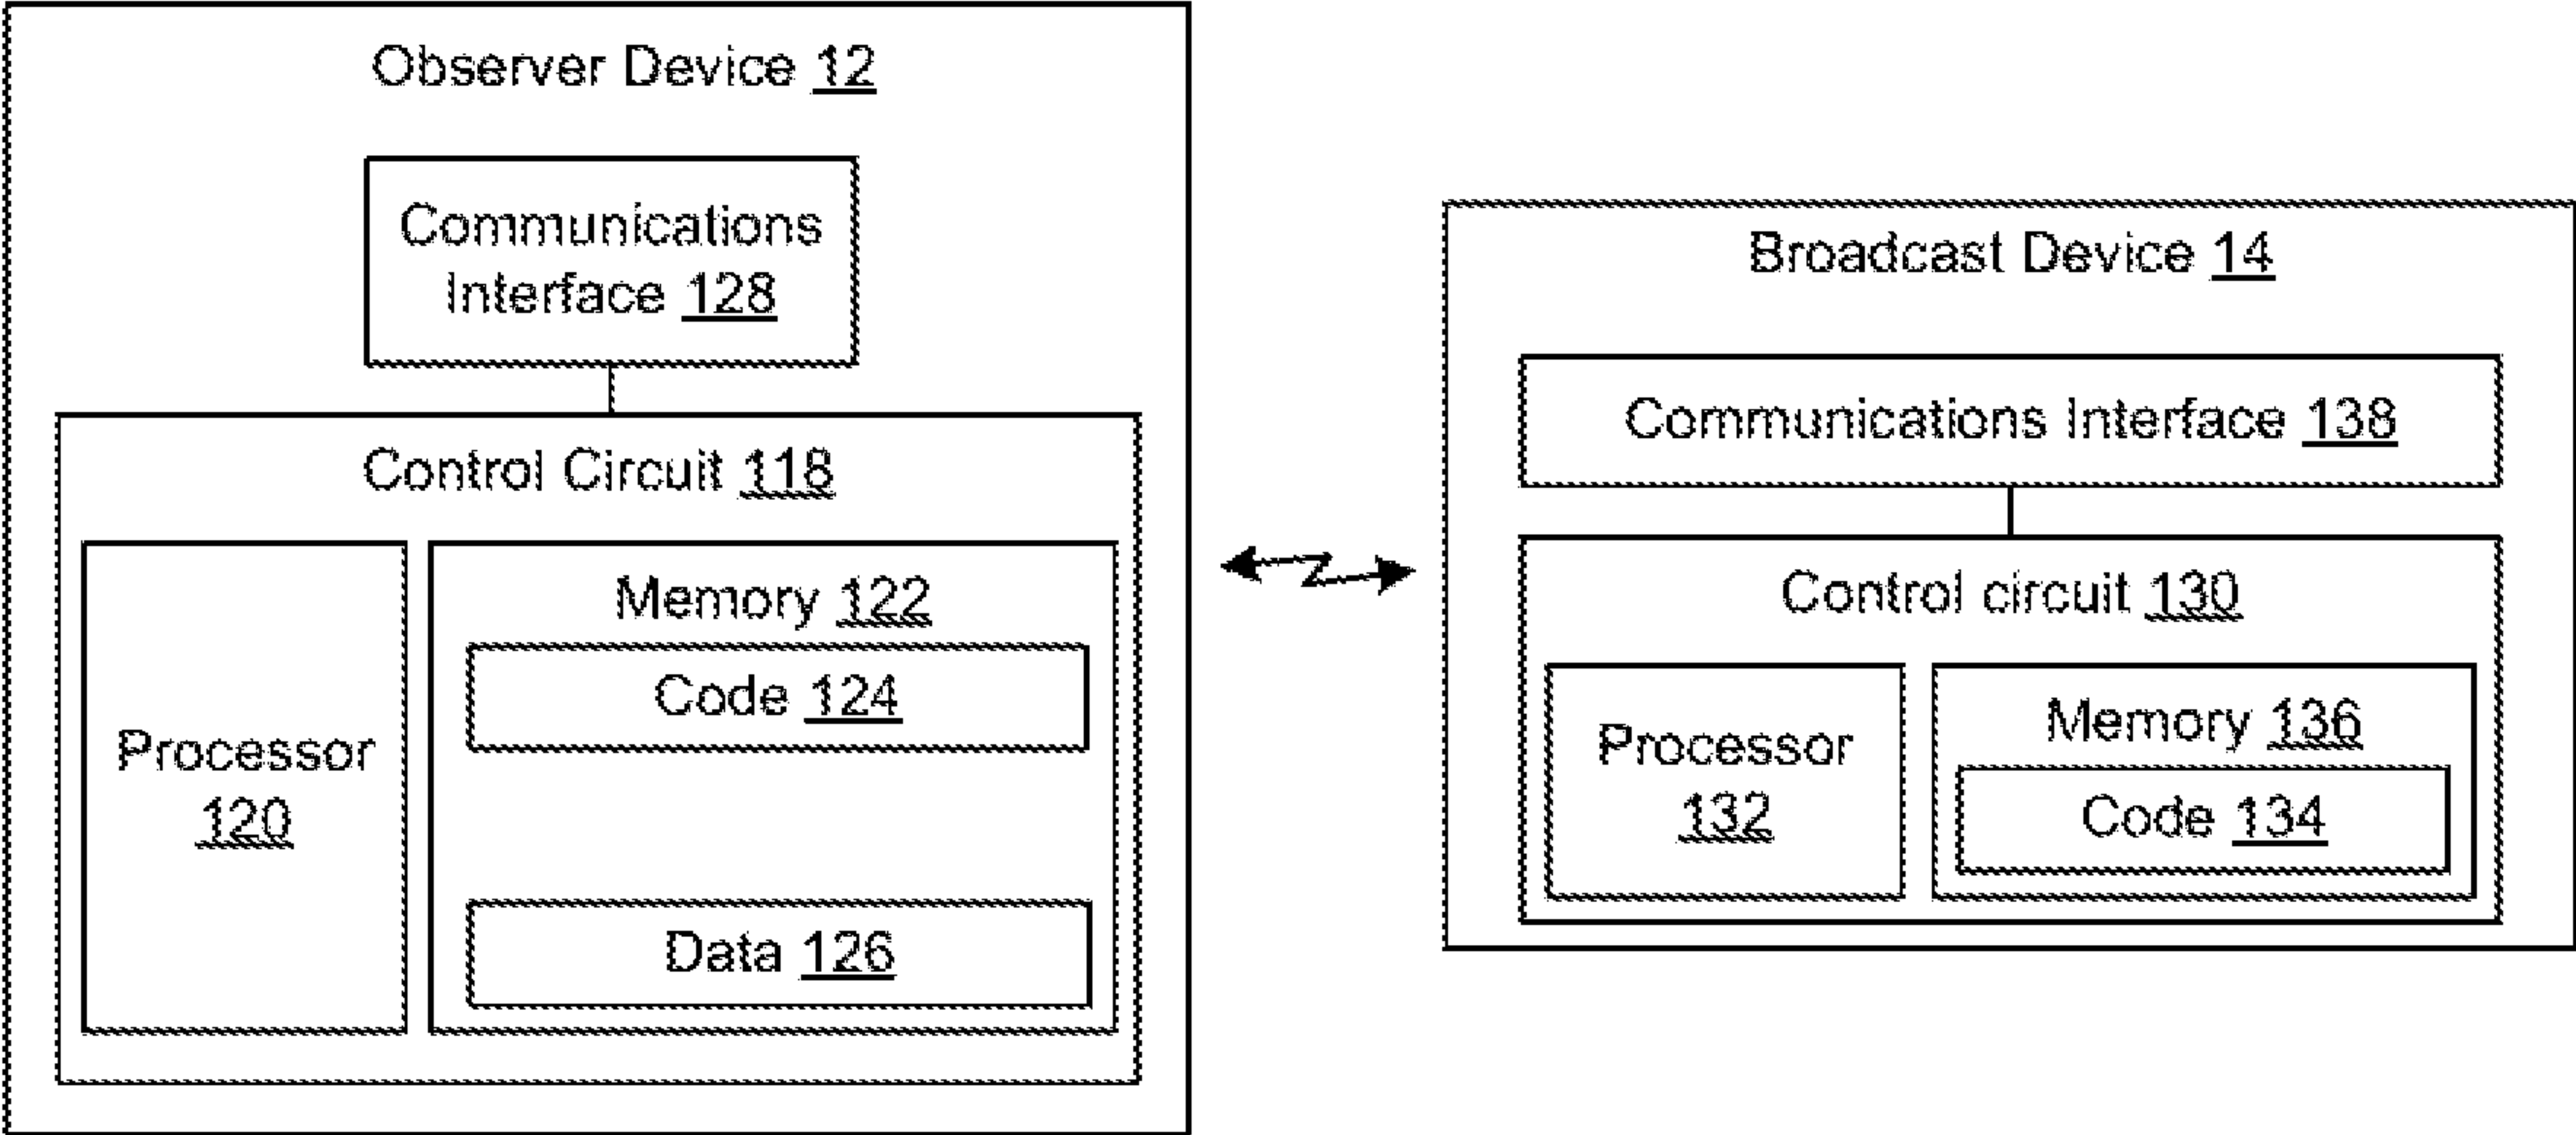 Observer Device 12
Communications
Interface 128
Control Circuit 118
Processor
120
Memory 122
Code 124
Data 126
Broadcast Device 14
Communications Interface 138
Control circuit 130
Processor
132
Memory 136
Code 134